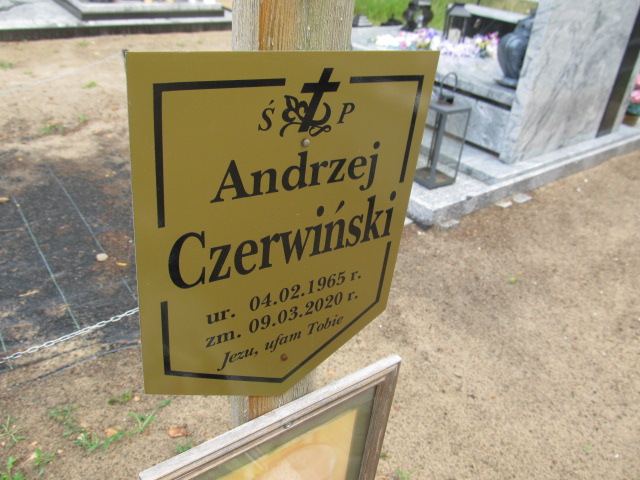 Ś P
Andrzej
Czerwiński
ur. 04.02.1965 r.
zm. 09.03.2020 r.
Jezu, ufam Tobie